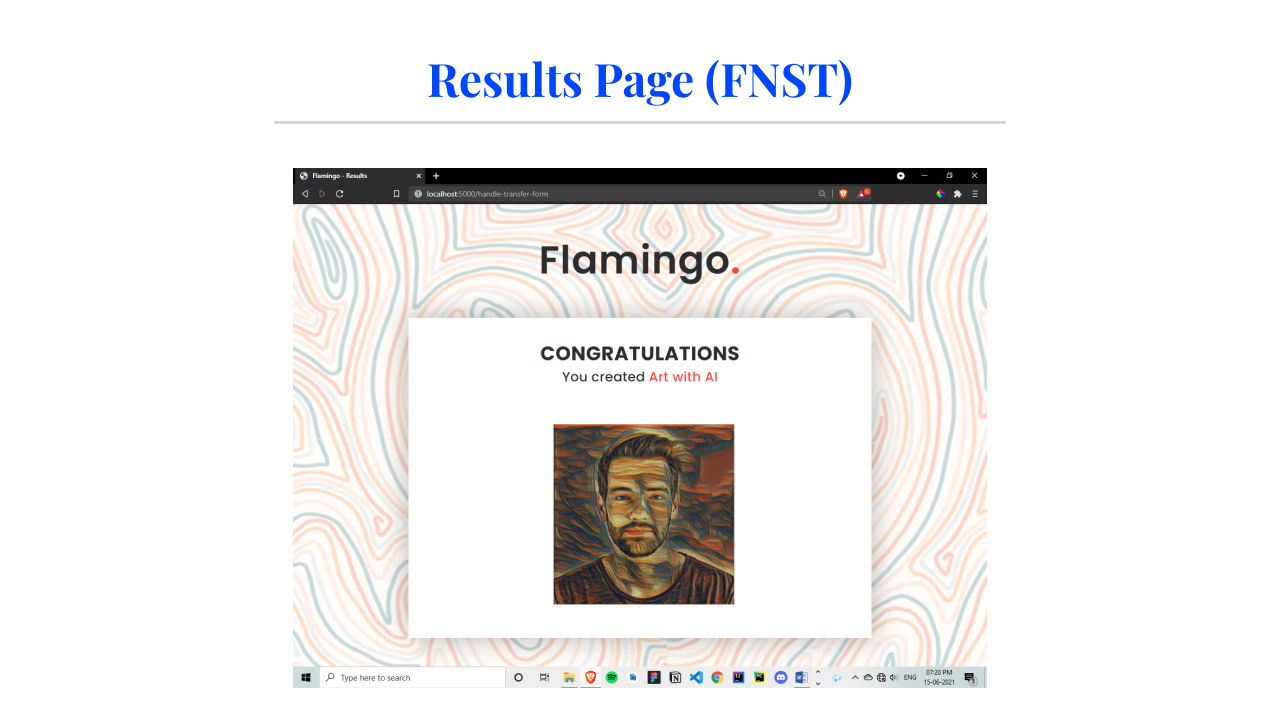 Results Page (FNST)
Flamingo - Results
localhost:5000/handle-transfer-form
Flamingo.
CONGRATULATIONS
You created Art with AI
Type here to search
ENG
07:20 PM
15-06-2021